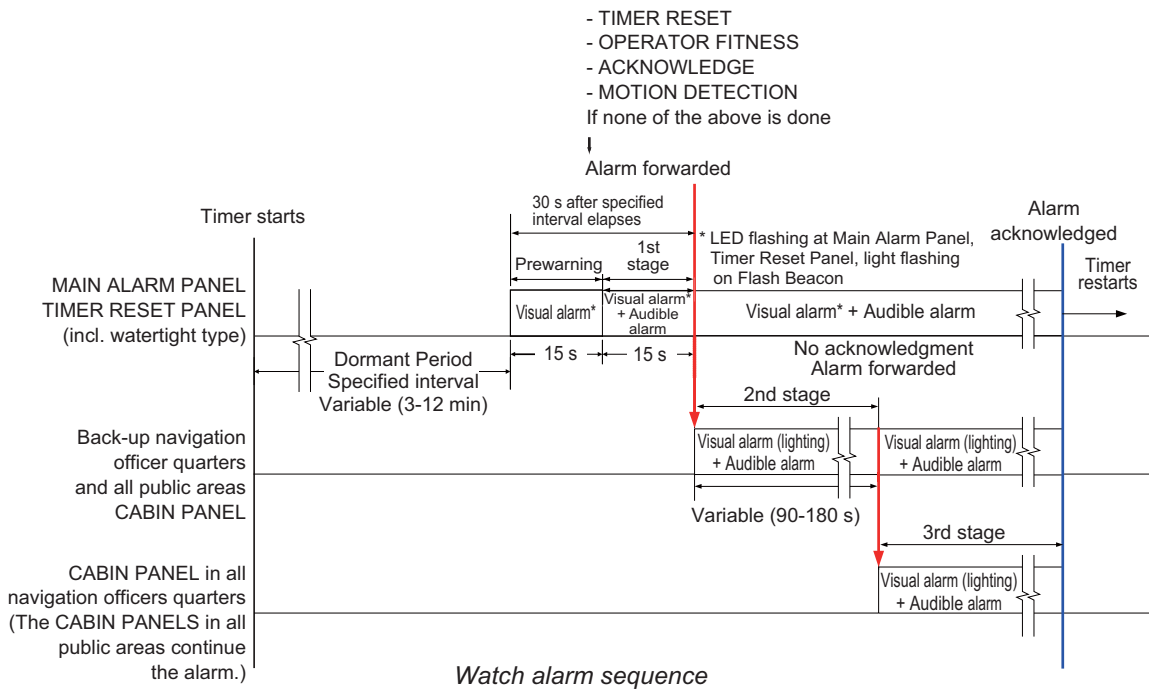 - TIMER RESET
- OPERATOR FITNESS
- ACKNOWLEDGE
- MOTION DETECTION
If none of the above is done
Alarm forwarded
30 s after specified
interval elapses
Timer starts
Alarm
acknowledged
* LED flashing at Main Alarm Panel,
Timer Reset Panel, light flashing
on Flash Beacon
1st
stage
Prewarning
Timer
restarts
MAIN ALARM PANEL
TIMER RESET PANEL
(incl. watertight type)
Visual alarm*
Visual alarm*
+ Audible
alarm
Visual alarm* + Audible alarm
15 s
15 s
No acknowledgment
Alarm forwarded
Dormant Period
Specified interval
Variable (3-12 min)
2nd stage
Back-up navigation
officer quarters
and all public areas
CABIN PANEL
Visual alarm (lighting)
+ Audible alarm
Visual alarm (lighting)
+ Audible alarm
Variable (90-180 s)
3rd stage
CABIN PANEL in all
navigation officers quarters
(The CABIN PANELS in all
public areas continue
the alarm.)
Visual alarm (lighting)
+ Audible alarm
Watch alarm sequence